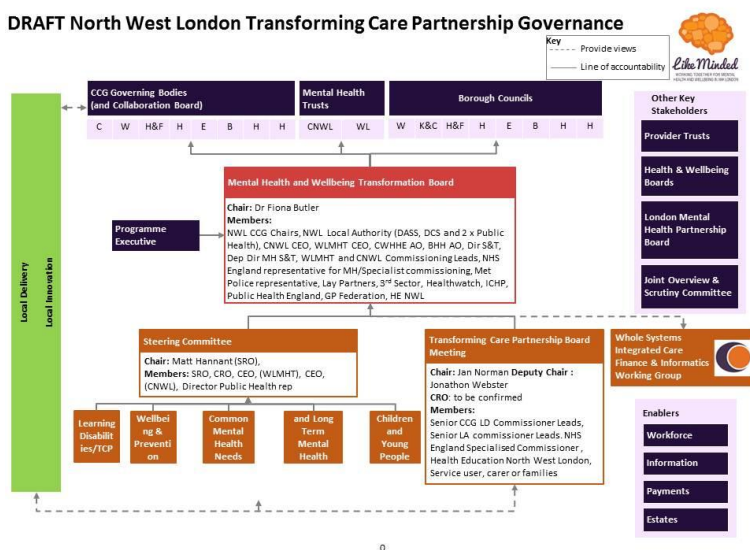 DRAFT North West London Transforming Care Partnership Governance
Key
Provide views
Line of accountability
Like Minded
CCG Governing Bodies
(and Collaboration Board)
C W H&F H E B H H
Mental Health
Trusts
CNWL WL
Borough Councils
W K&C H&F H E B H H
Other Key
Stakeholders
Provider Trusts
Health & Wellbeing
Boards
London Mental
Health Partnership
Board
Joint Overview &
Scrutiny Committee
Mental Health and Wellbeing Transformation Board
Chair: Dr Fiona Butler
Members:
NWL CCG Chairs, NWL Local Authority (DASS, DCS and 2 x Public
Health), CNWL CEO, WLMHT CEO, CWHHE AO, BHH AO, Dir S&T,
Dep Dir MH S&T, WLMHT and CNWL Commissioning Leads, NHS
England representative for MH/Specialist commissioning, Met
Police representative, Lay Partners, 3rd Sector, Healthwatch, ICHP,
Public Health England, GP Federation, HE NWL
Programme
Executive
Local Delivery
Local Innovation
Steering Committee
Chair: Matt Hannant (SRO),
Members: SRO, CRO, CEO, (WLMHT), CEO,
(CNWL), Director Public Health rep
Transforming Care Partnership Board
Meeting
Chair: Jan Norman Deputy Chair :
Jonathon Webster
CRO: to be confirmed
Members:
Senior CCG LD Commissioner Leads,
Senior LA commissioner Leads. NHS
England Specialised Commissioner ,
Health Education North West London,
Service user, carer or families
Whole Systems
Integrated Care
Finance & Informatics
Working Group
Learning
Disabilit
ies/TCP
Wellbei
ng &
Preventi
on
Common
Mental
Health
Needs
and Long
Term
Mental
Health
Children
and
Young
People
Enablers
Workforce
Information
Payments
Estates